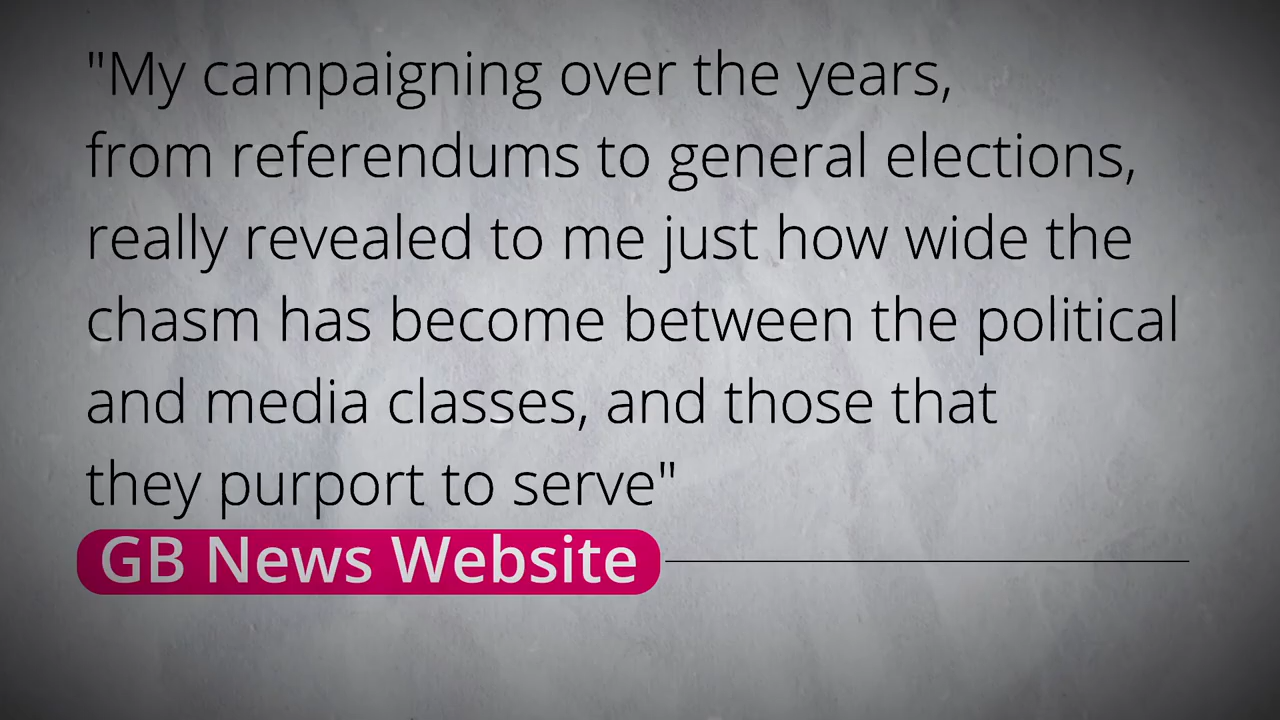 "My campaigning over the years,
from referendums to general elections,
really revealed to me just how wide the
chasm has become between the political
and media classes, and those that
they purport to serve"
GB News Website